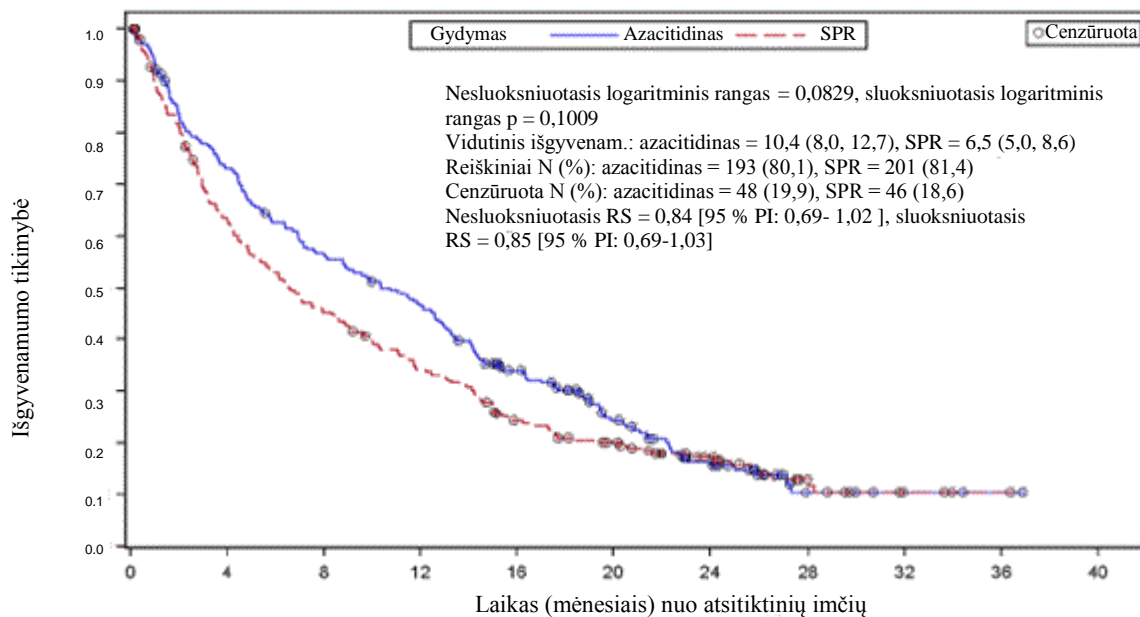 Gydymas Azacitidinas SPR Cenzūruota
Nesluoksniuotasis logaritminis rangas = 0,0829, sluoksniuotasis logaritminis
rangas p = 0,1009
Vidutinis išgyvenam.: azacitidinas = 10,4 (8,0, 12,7), SPR = 6,5 (5,0, 8,6)
Reiškiniai N (%): azacitidinas = 193 (80,1), SPR = 201 (81,4)
Cenzūruota N (%): azacitidinas = 48 (19,9), SPR = 46 (18,6)
Nesluoksniuotasis RS = 0,84 [95 % PI: 0,69- 1,02 ], sluoksniuotasis
RS = 0,85 [95 % PI: 0,69-1,03]
Išgyvenamumo tikimybė
1.0
0.9
0.8
0.7
0.6
0.5
0.4
0.3
0.2
0.1
0.0
0 4 8 12 16 20 24 28 32 36 40
Laikas (mėnesiais) nuo atsitiktinių imčių